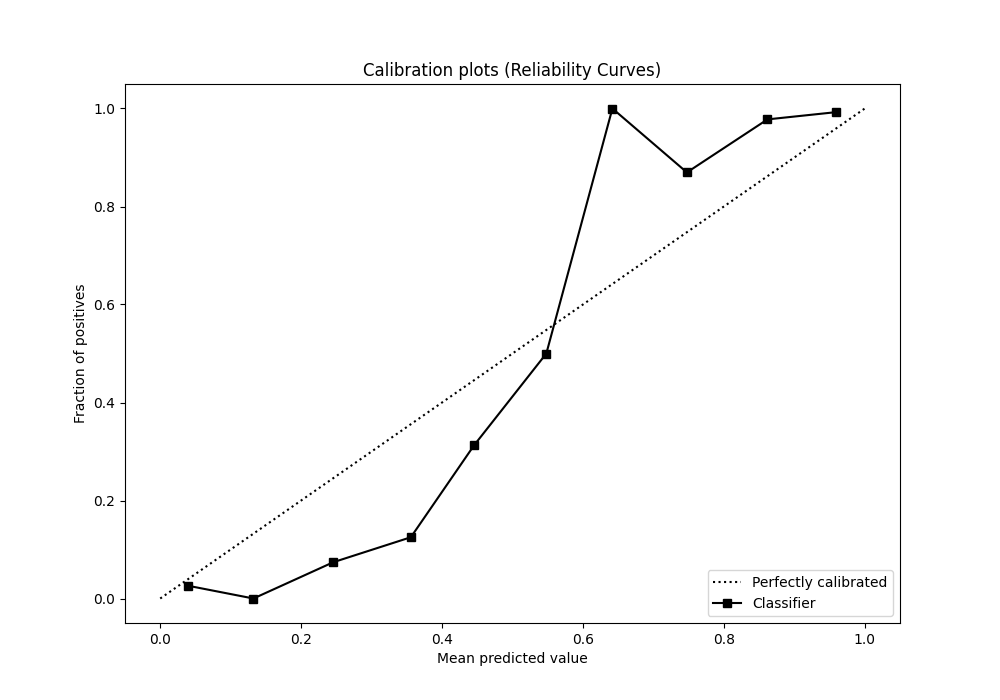 Calibration plots (Reliability Curves)
1.0
0.8
0.6
0.4
0.2
0.0
Fraction of positives
0.0 0.2 0.4 0.6 0.8 1.0
Mean predicted value
Perfectly calibrated
Classifier